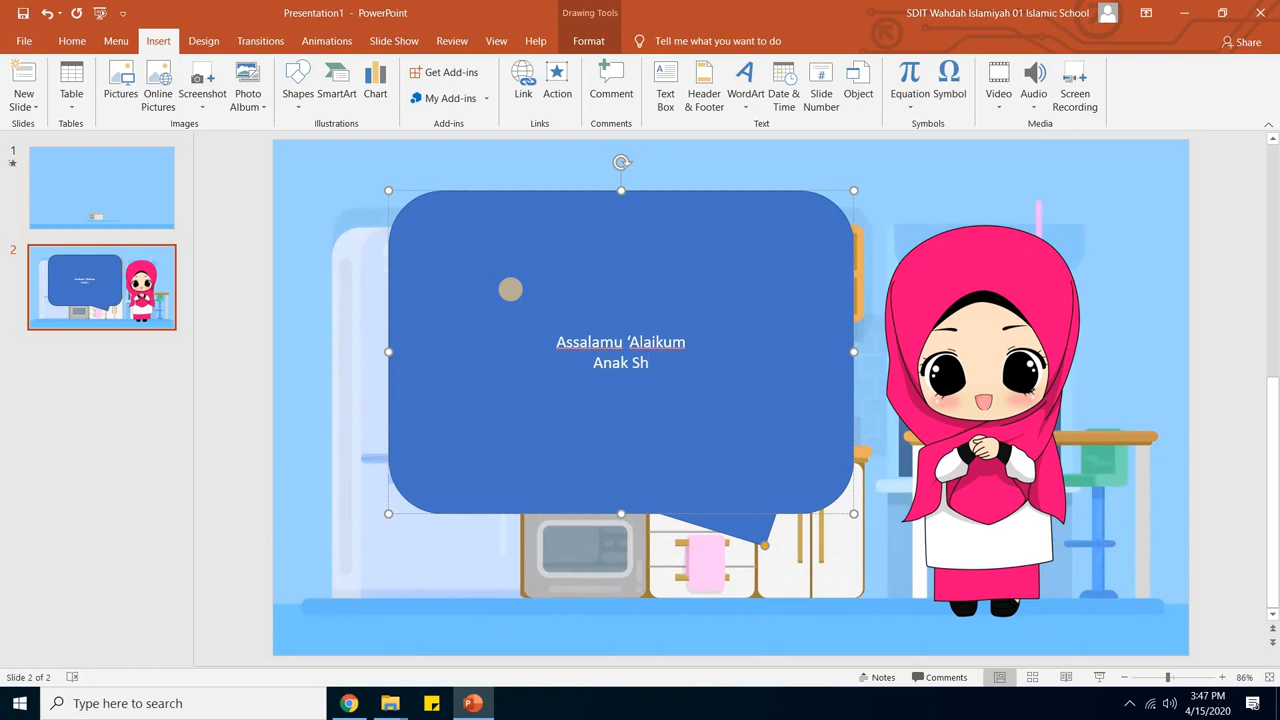 Presentation1 - PowerPoint
Drawing Tools
SDIT Wahdah Islamiyah 01 Islamic School
File Home Menu Insert Design Transitions Animations Slide Show Review View Help Format Tell me what you want to do Share
New Slide
Table
Pictures
Online Pictures
Screenshot
Photo Album
Shapes
SmartArt
Chart
Get Add-ins
My Add-ins
Link
Action
Comment
Text Box
Header & Footer
WordArt
Date & Time
Slide Number
Object
Equation
Symbol
Video
Audio
Screen Recording
Slides Tables Images Illustrations Add-ins Links Comments Text Symbols Media
1
2
Assalamu ‘Alaikum
Anak Sh
Slide 2 of 2
Notes Comments 86%
Type here to search
3:47 PM
4/15/2020